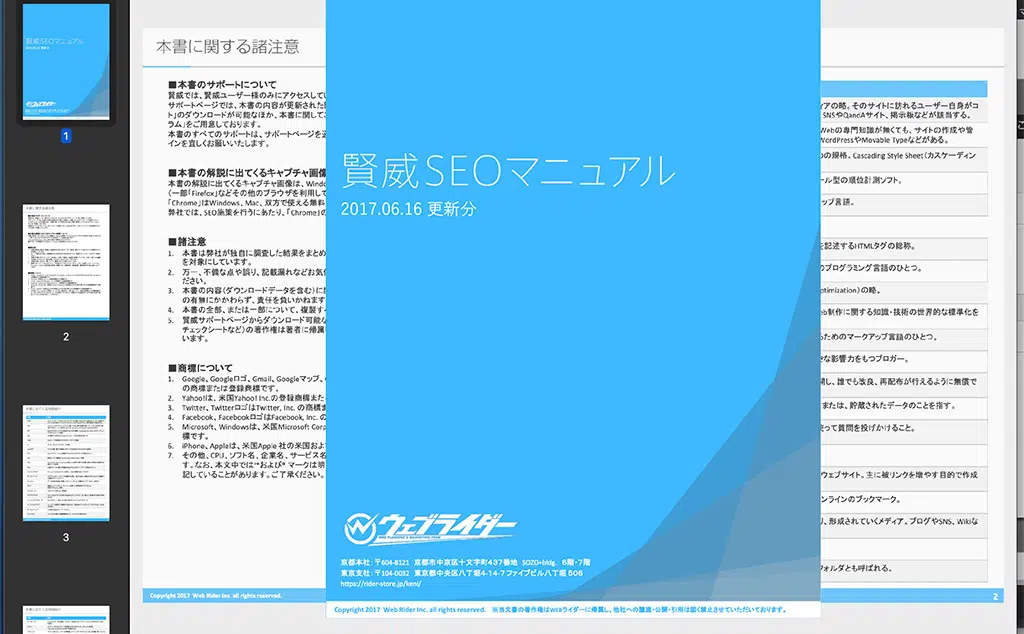 本書に関する諸注意
■本書のサポートについて
賢威では、賢威ユーザー様のみにアクセスしてい
サポートページでは、本書の内容が更新された際
ト」のダウンロードが可能なほか、本書に関してご
ラム」をご用意しております。
本書のすべてのサポートは、サポートページを
インを宜しくお願いいたします。
■本書の解説に出てくるキャプチャ画像
本書の解説に出てくるキャプチャ画像は、Windo
(一部「Firefox」などその他のブラウザを利用して
「Chrome」はWindows、Mac、双方で使える無料
弊社では、SEO施策を行うにあたり、「Chrome」の
■諸注意
1. 本書は弊社が独自に調査した結果をまとめ
を対象にしています。
2. 万一、不備な点や誤り、記載漏れなどお気
ださい。
3. 本書の内容(ダウンロードデータを含む)に
の有無にかかわらず、責任を負いかねます
4. 本書の全部、または一部について、複製す
5. 賢威サポートページからダウンロード可能な
チェックシートなど)の著作権は著者に帰属
います。
■商標について
1. Google、Googleロゴ、Gmail、Googleマップ、
の商標または登録商標です。
2. Yahoo!は、米国Yahoo! Inc.の登録商標また
3. Twitter、TwitterロゴはTwitter, Inc. の商標
4. Facebook、FacebookロゴはFacebook, Inc. の
5. Microsoft、Windowsは、米国Microsoft Corp
標です。
6. iPhone、Appleは、米国Apple 社の米国およ
7. その他、CPU、ソフト名、企業名、サービス名
す。なお、本文中では™および® マークは明
記していることがあります。ご了承ください。
賢威SEOマニュアル
2017.06.16 更新分
ウェブライダー
WEB PLANNING & MARKETING TEAM
京都本社: 〒604-8121 京都市中京区十文字町437番地 SOZO+bldg. 6階・7階
東京支社: 〒104-0032 東京都中央区八丁堀4-14-7 ファイブビル八丁堀 506
https://rider-store.jp/keni/
Copyright 2017 Web Rider Inc. all rights reserved. ※当文書の著作権はWEBライダーに帰属し、他社への譲渡・公開・引用は固く禁止させていただいております。
ィアの略。そのサイトに訪れるユーザー自身がコ
SNSやQandAサイト、掲示板などが該当する。
Webの専門知識が無くても、サイトの作成や管
WordPressやMovable Typeなどがある。
の規格。Cascading Style Sheet(カスケーディン
ール型の順位計測ソフト。
ップ言語。
を記述するHTMLタグの総称。
のプログラミング言語のひとつ。
ptimization)の略。
eb制作に関する知識・技術の世界的な標準化を
ためのマークアップ言語のひとつ。
きな影響力をもつブロガー。
開し、誰でも改良、再配布が行えるように無償で
または、貯蔵されたデータのことを指す。
使って質問を投げかけること。
ウェブサイト。主に被リンクを増やす目的で作成
ンラインのブックマーク。
り、形成されていくメディア。ブログやSNS、Wikiな
フォルダとも呼ばれる。
Copyright 2017 Web Rider Inc. all rights reserved.
2
賢威SEOマニュアル
1
2
3